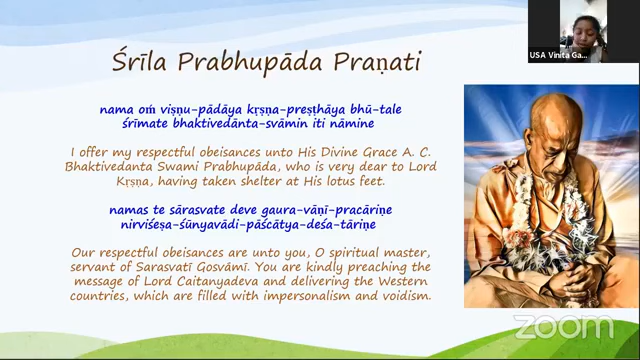 Śrīla Prabhupāda Praṇati
nama oṁ viṣṇu-pādāya kṛṣṇa-preṣṭhāya bhū-tale
śrīmate bhaktivedānta-svāmin iti nāmine
I offer my respectful obeisances unto His Divine Grace A. C.
Bhaktivedanta Swami Prabhupāda, who is very dear to Lord
Kṛṣṇa, having taken shelter at His lotus feet.
namas te sārasvate deve gaura-vāṇī-pracāriṇe
nirviśeṣa-śūnyavādi-pāścātya-deśa-tāriṇe
Our respectful obeisances are unto you, O spiritual master,
servant of Sarasvatī Gosvāmī. You are kindly preaching the
message of Lord Caitanyadeva and delivering the Western
countries, which are filled with impersonalism and voidism.
USA Vinita Ga...
zoom